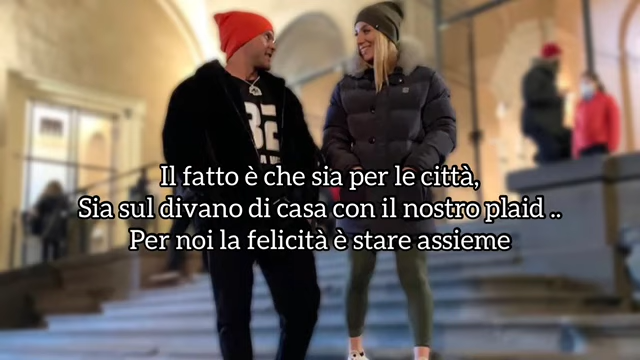 32
Il fatto è che sia per le città,
Sia sul divano di casa con il nostro plaid ..
Per noi la felicità è stare assieme